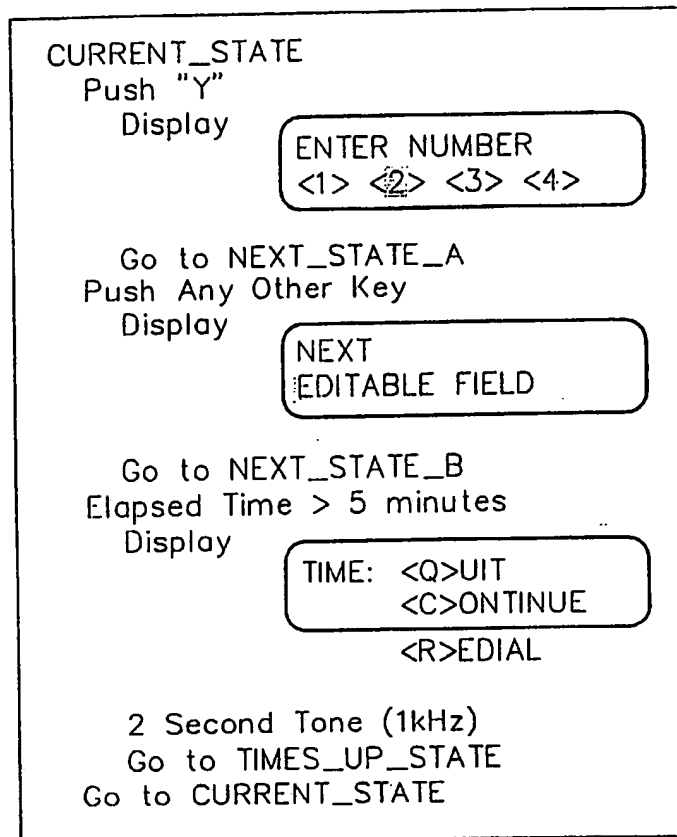 CURRENT_STATE
Push "Y"
Display
ENTER NUMBER
<1> <2> <3> <4>
Go to NEXT_STATE_A
Push Any Other Key
Display
NEXT
EDITABLE FIELD
Go to NEXT_STATE_B
Elapsed Time > 5 minutes
Display
TIME: <Q>UIT
<C>ONTINUE
<R>EDIAL
2 Second Tone (1kHz)
Go to TIMES_UP_STATE
Go to CURRENT_STATE